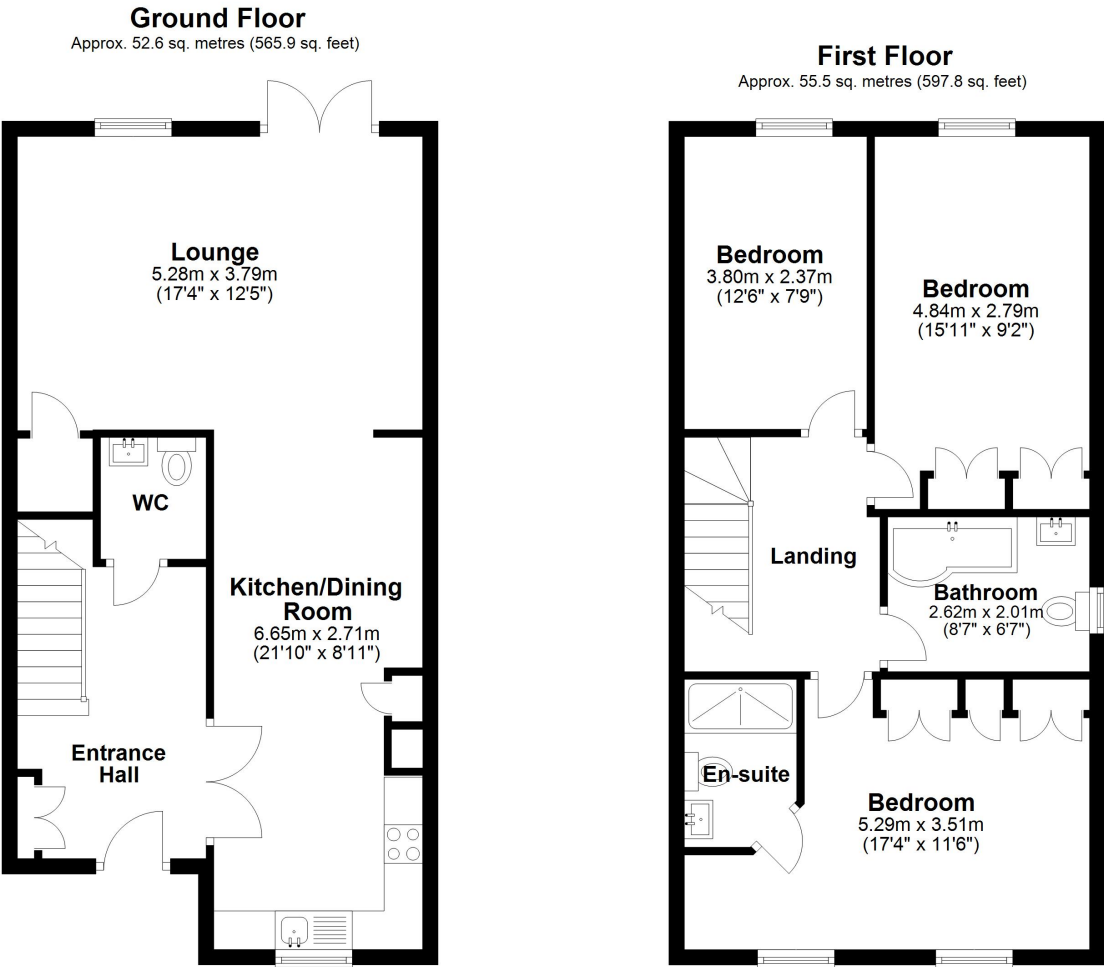 Ground Floor
Approx. 52.6 sq. metres (565.9 sq. feet)
Lounge
5.28m x 3.79m
(17'4" x 12'5")
WC
Kitchen/Dining
Room
6.65m x 2.71m
(21'10" x 8'11")
Entrance
Hall
First Floor
Approx. 55.5 sq. metres (597.8 sq. feet)
Bedroom
3.80m x 2.37m
(12'6" x 7'9")
Bedroom
4.84m x 2.79m
(15'11" x 9'2")
Landing
Bathroom
2.62m x 2.01m
(8'7" x 6'7")
En-suite
Bedroom
5.29m x 3.51m
(17'4" x 11'6")